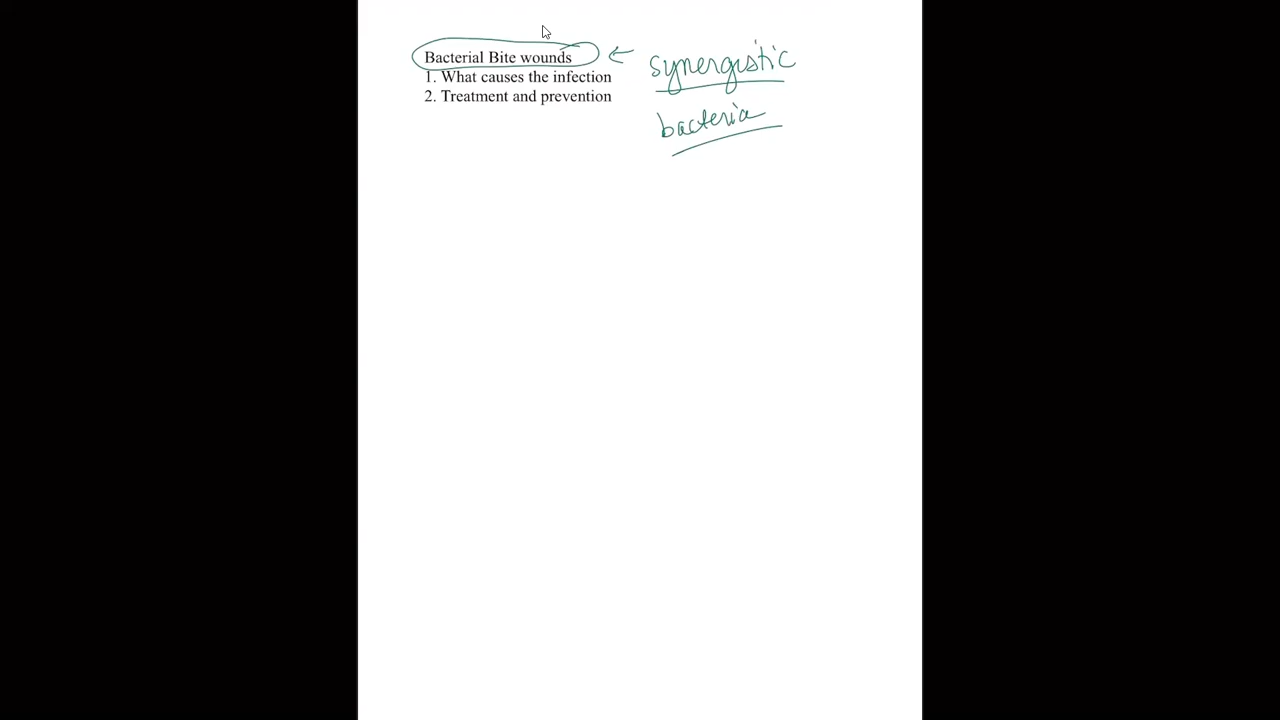 Bacterial Bite wounds
1. What causes the infection
2. Treatment and prevention
synergistic
bacteria